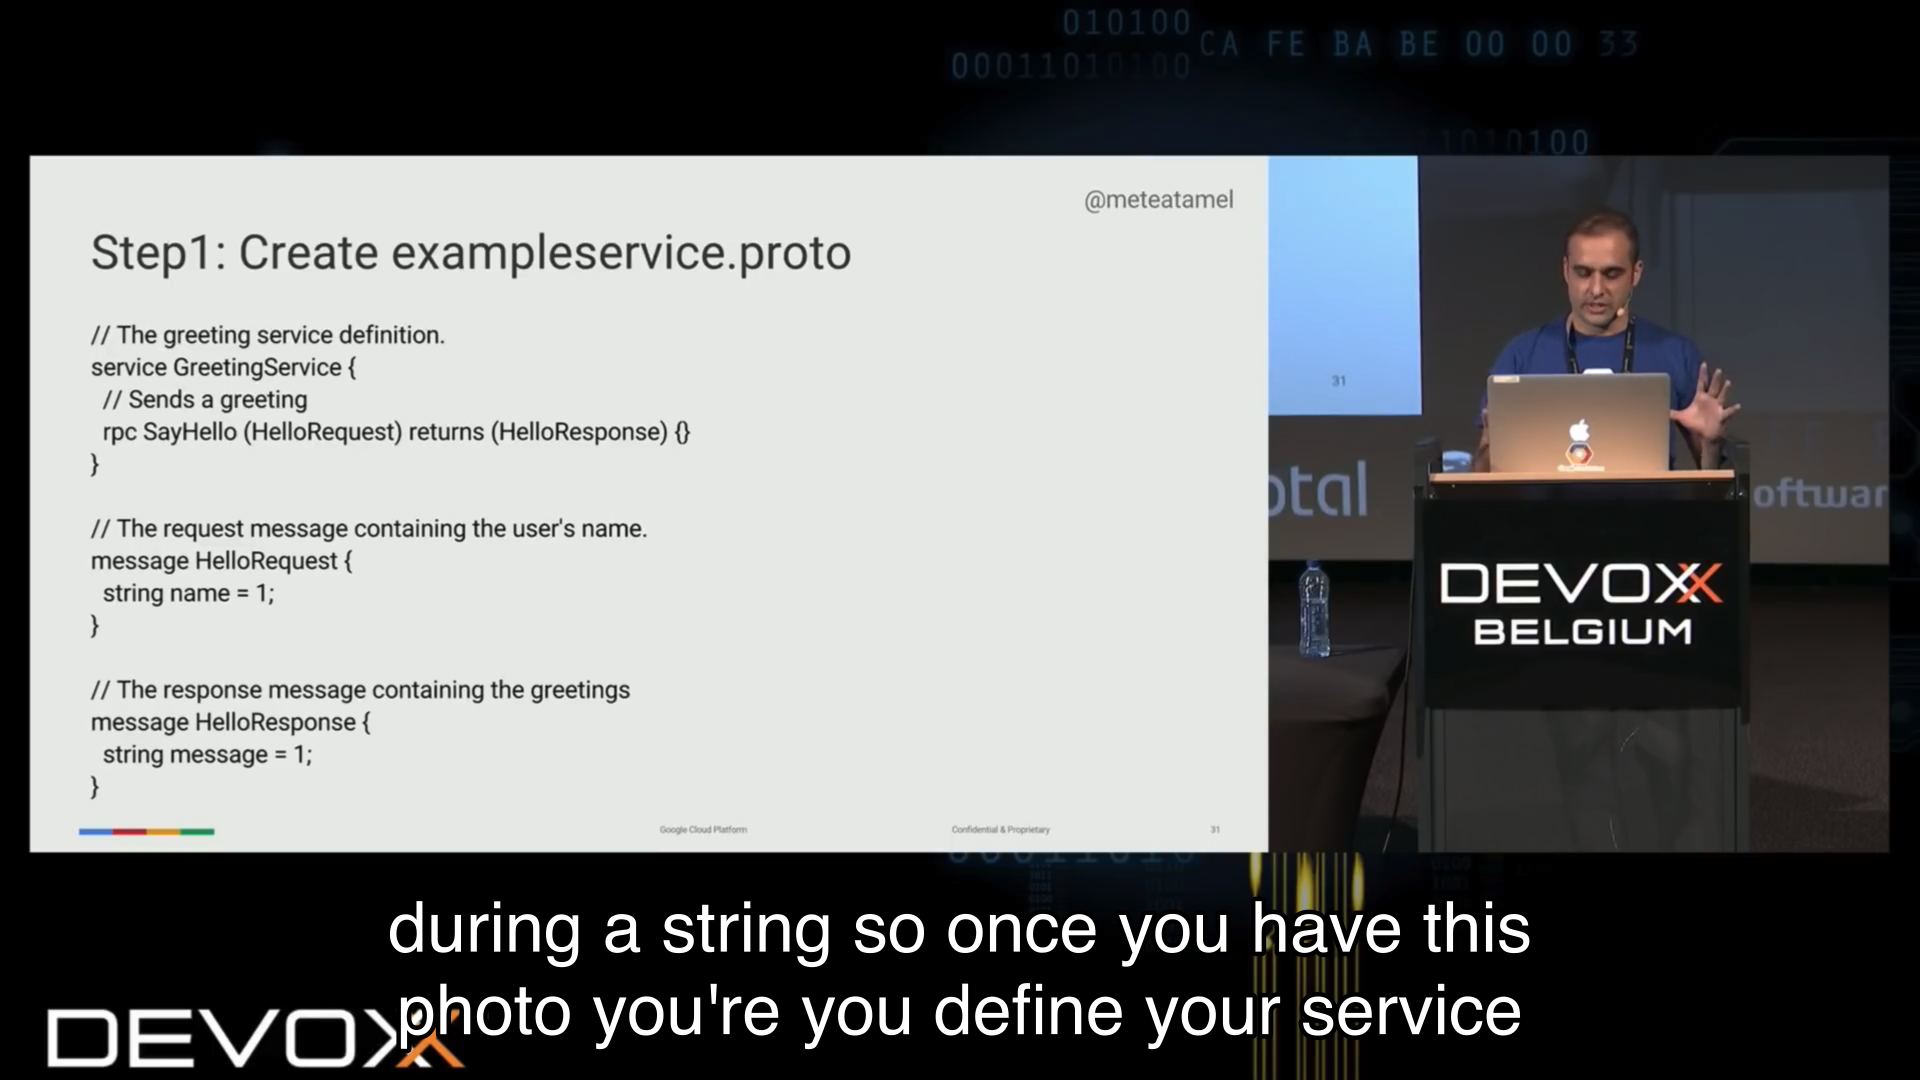 010100
CA FE BA BE 00 00 33
00011010100
11010100
@meteatamel
Step1: Create exampleservice.proto
// The greeting service definition.
service GreetingService {
// Sends a greeting
rpc SayHello (HelloRequest) returns (HelloResponse) {}
}
// The request message containing the user's name.
message HelloRequest {
string name = 1;
}
// The response message containing the greetings
message HelloResponse {
string message = 1;
}
Google Cloud Platform
Confidential & Proprietary
31
31
otal
oftwar
DEVOXX
BELGIUM
during a string so once you have this
photo you're you define your service
DEVOXX